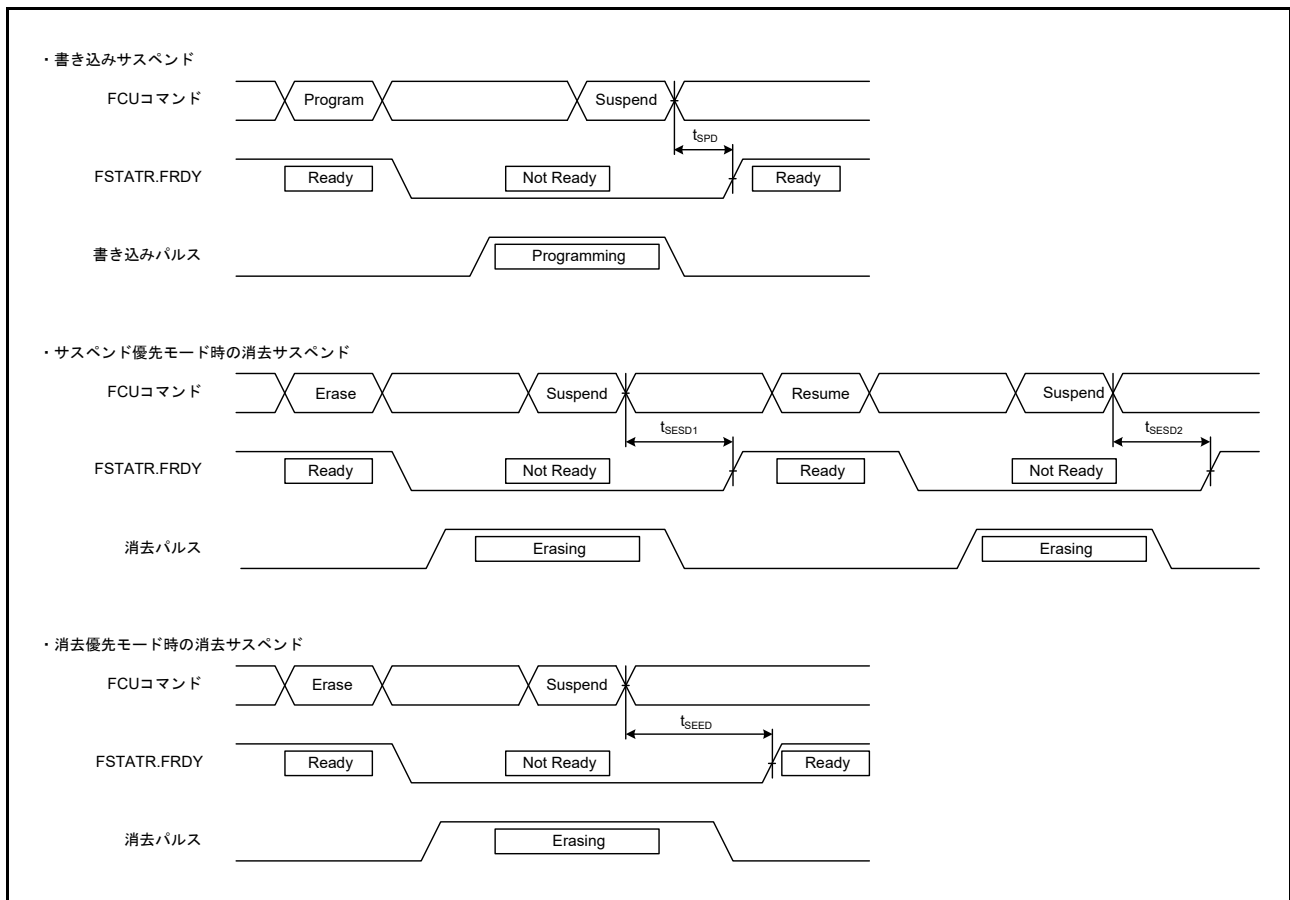 ・書き込みサスペンド
FCUコマンド Program Suspend
tSPD
FSTATR.FRDY Ready Not Ready Ready
書き込みパルス Programming
・サスペンド優先モード時の消去サスペンド
FCUコマンド Erase Suspend Resume Suspend
tSESD1 tSESD2
FSTATR.FRDY Ready Not Ready Ready Not Ready
消去パルス Erasing Erasing
・消去優先モード時の消去サスペンド
FCUコマンド Erase Suspend
tSEED
FSTATR.FRDY Ready Not Ready Ready
消去パルス Erasing